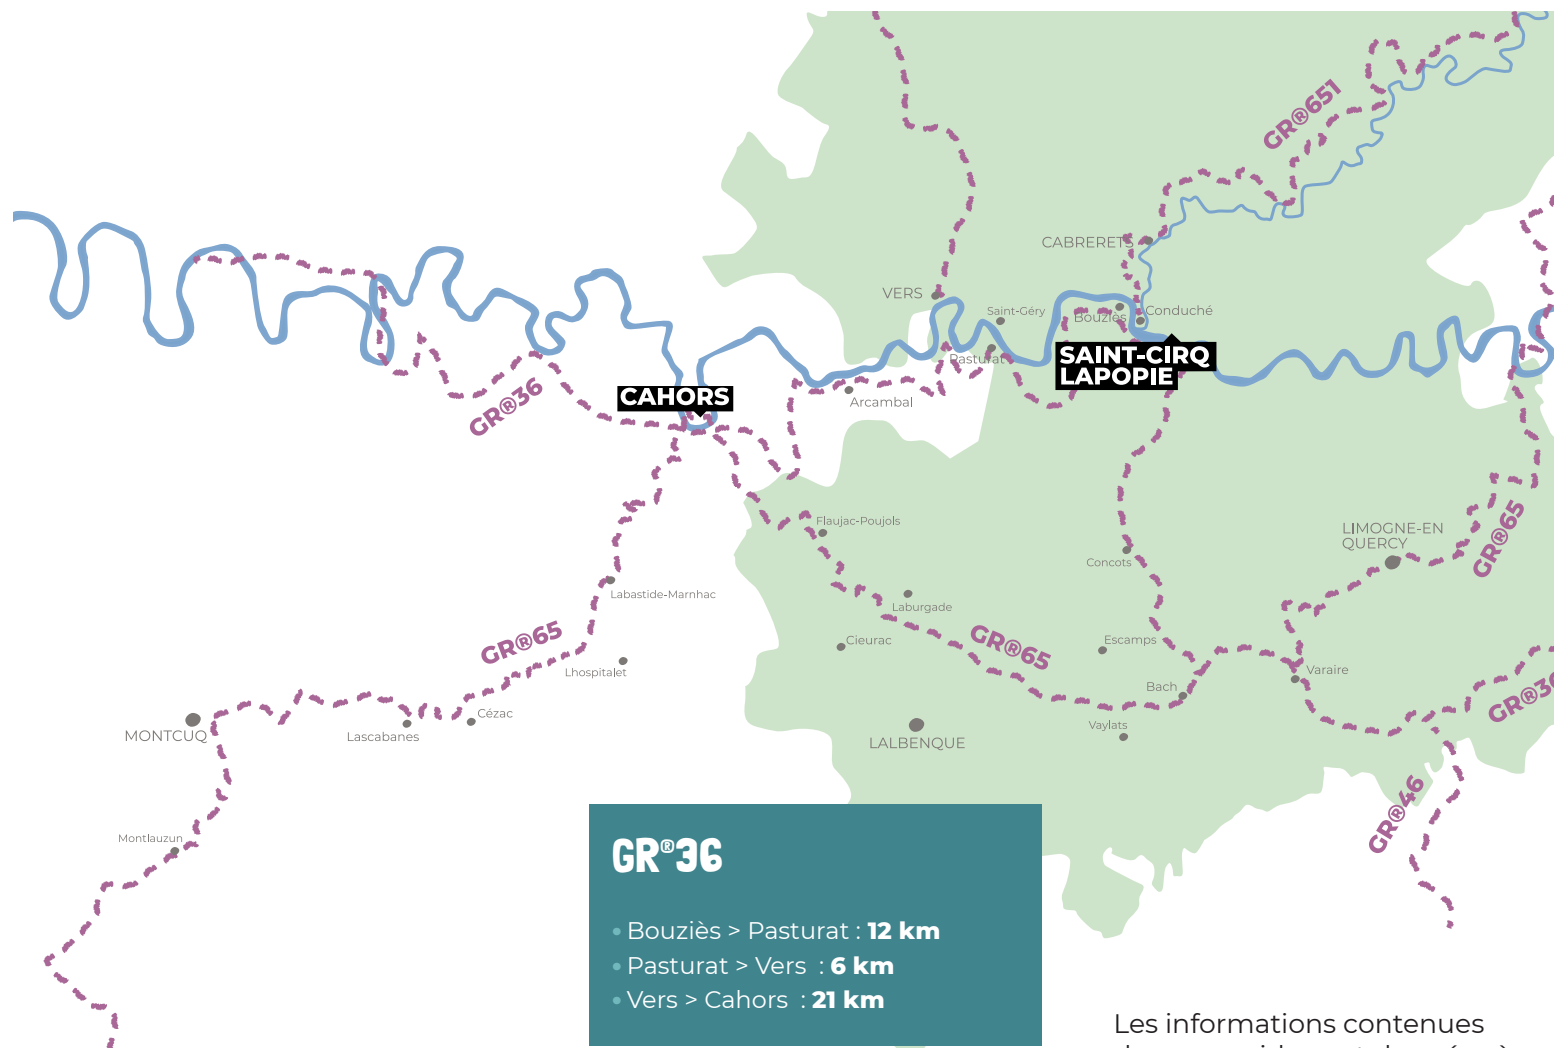 GR®651
CABRERETS
VERS
Saint-Géry
Bouziès
Conduché
Pasturat
SAINT-CIRQ
LAPOPIE
GR®36
CAHORS
Arcambal
Flaujac-Poujols
LIMOGNE-EN
QUERCY
GR®65
Concots
Labastide-Marnhac
Laburgade
GR®65
Cieurac
GR®65
Escamps
Lhospitalet
Varaire
Bach
GR®36
Cézac
MONTCUQ
Lascabanes
LALBENQUE
Vaylats
GR®46
Montlauzun
GR®36
• Bouziès > Pasturat : 12 km
• Pasturat > Vers : 6 km
• Vers > Cahors : 21 km
Les informations contenues